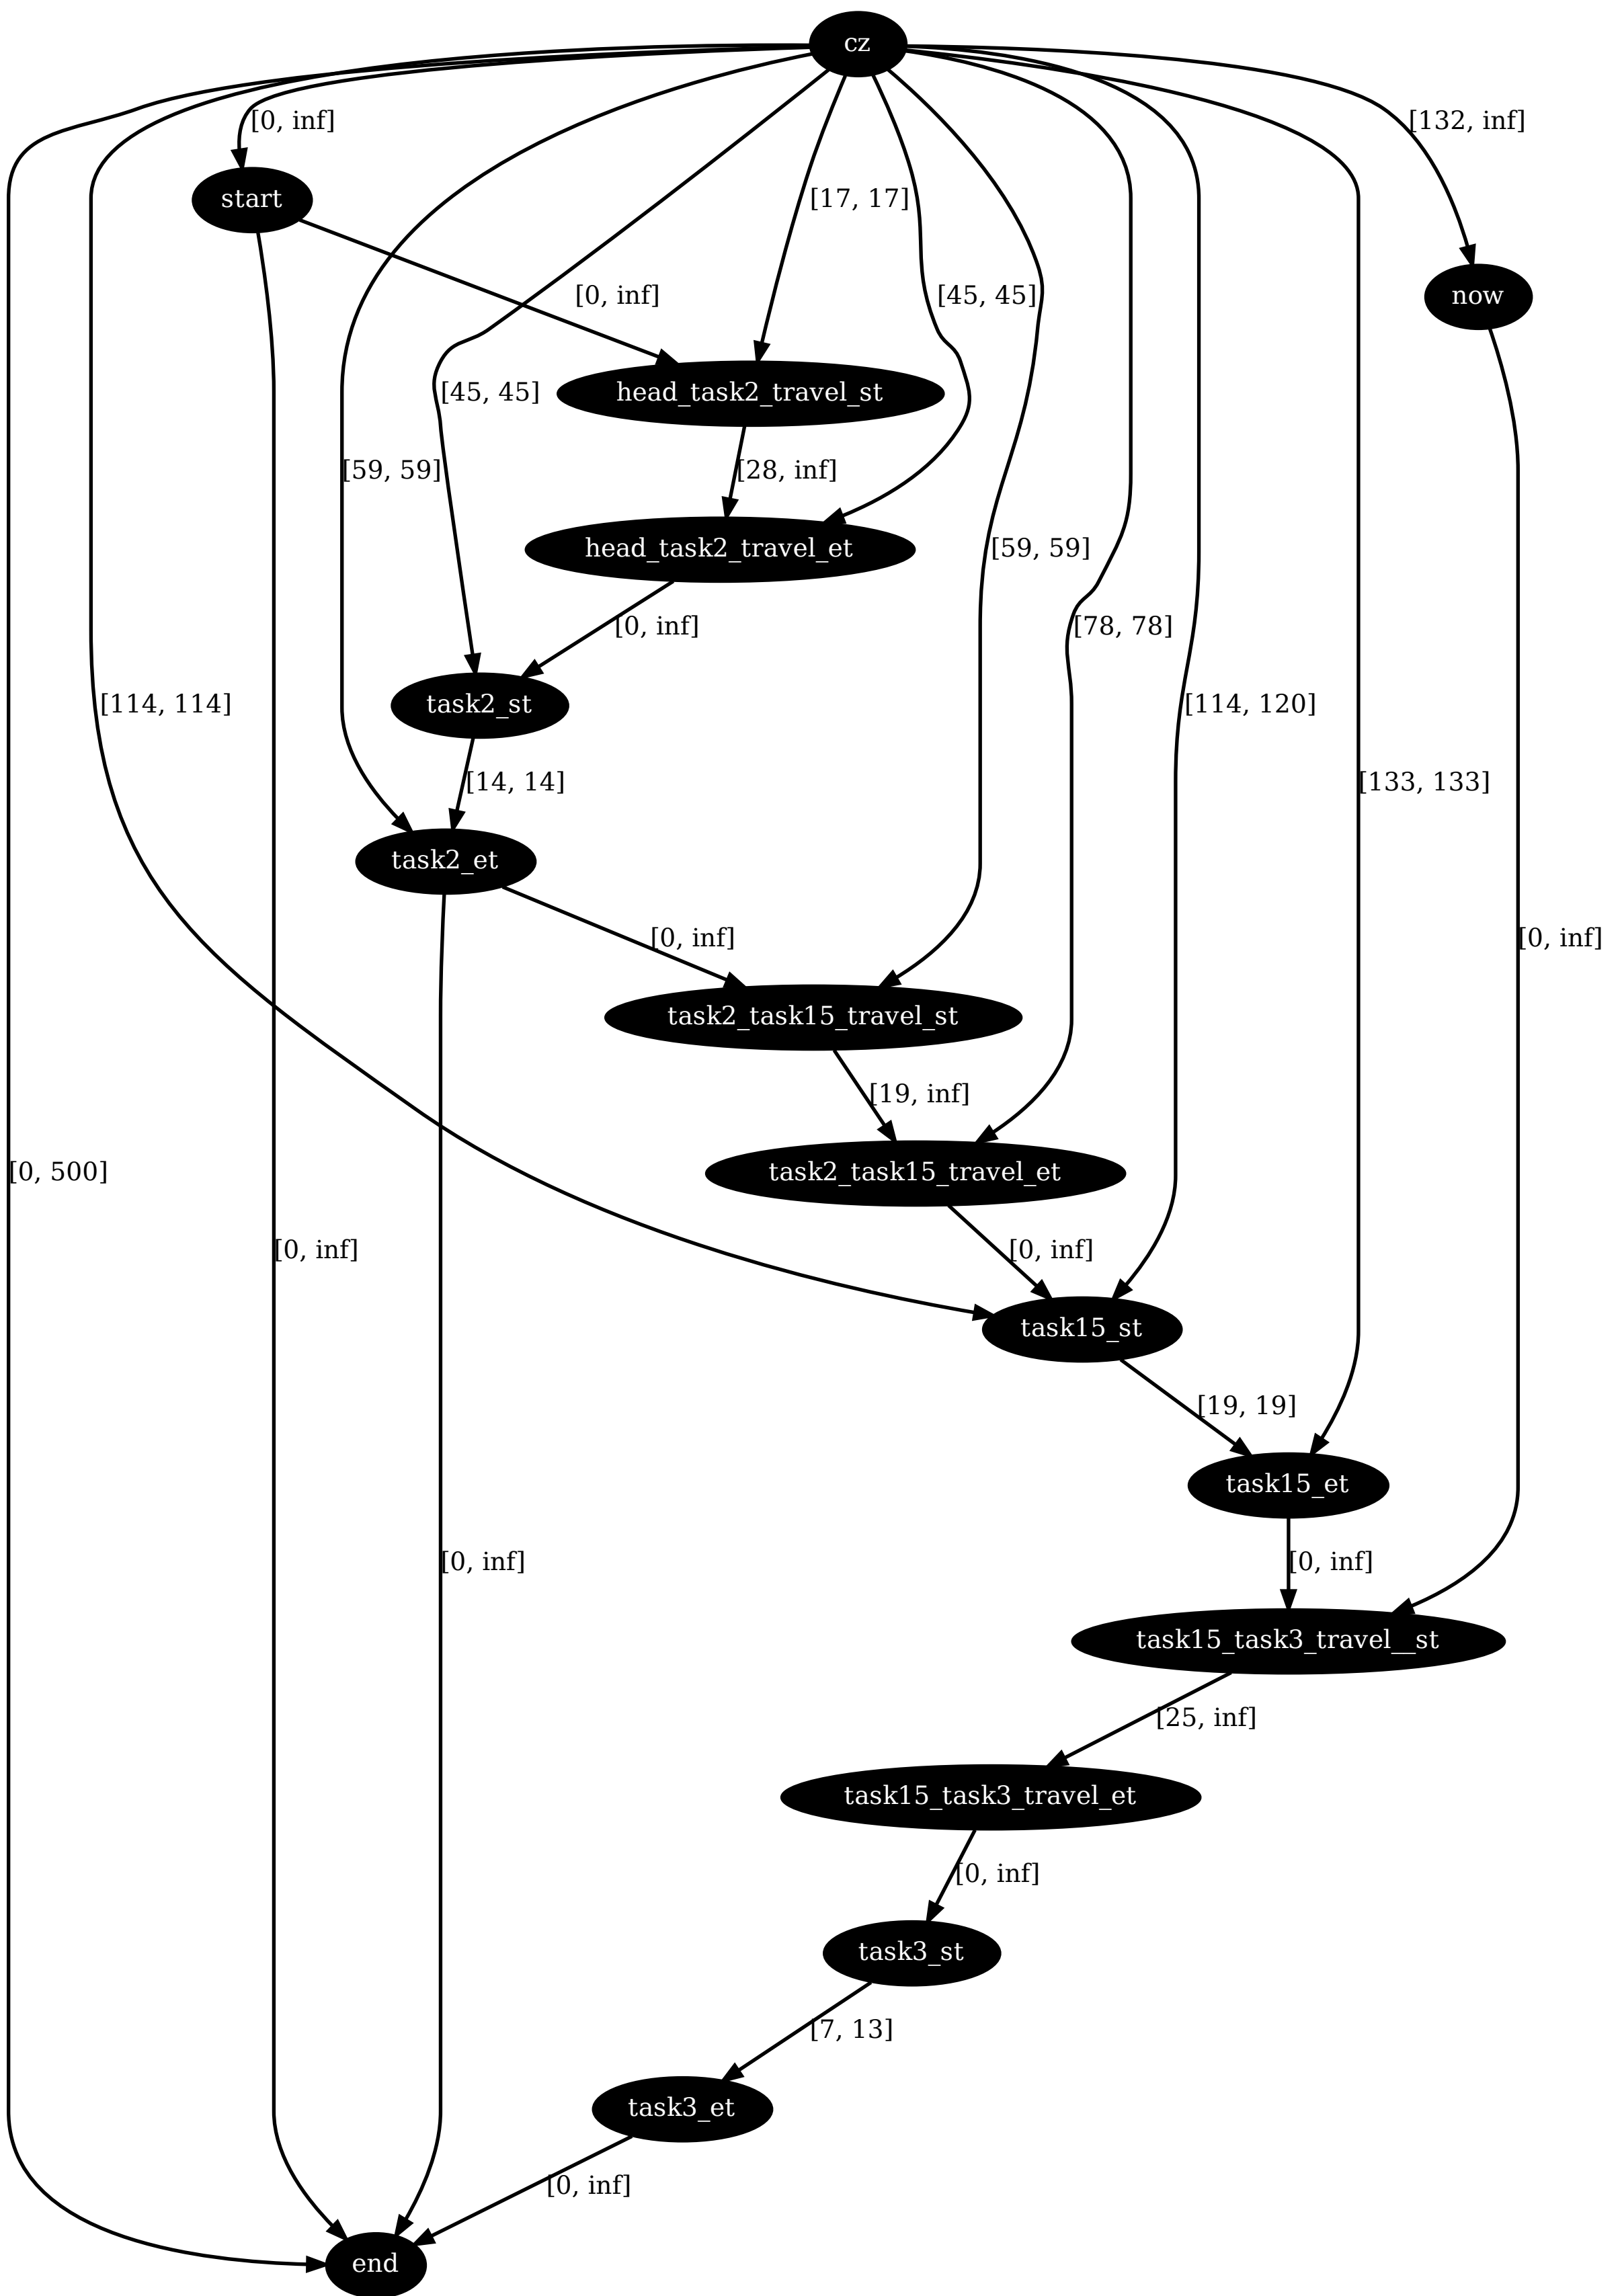 cz
[0, inf]
[132, inf]
start
[17, 17]
now
[0, inf]
[45, 45]
head_task2_travel_st
[45, 45]
[59, 59]
[28, inf]
head_task2_travel_et
[59, 59]
[0, inf]
[78, 78]
task2_st
[114, 114]
[114, 120]
[14, 14]
[133, 133]
task2_et
[0, inf]
[0, inf]
task2_task15_travel_st
[19, inf]
task2_task15_travel_et
[0, 500]
[0, inf]
[0, inf]
task15_st
[19, 19]
task15_et
[0, inf]
[0, inf]
task15_task3_travel__st
[25, inf]
task15_task3_travel_et
[0, inf]
task3_st
[7, 13]
task3_et
[0, inf]
end